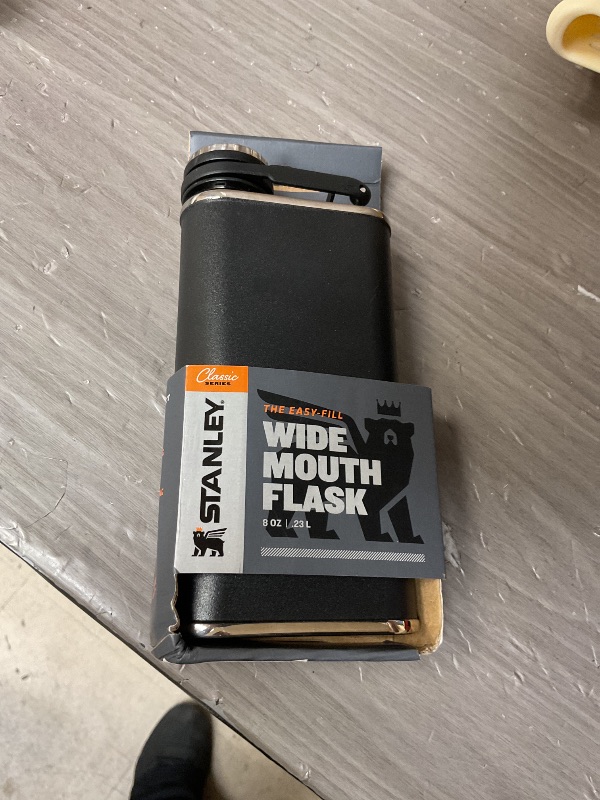 Classic
SERIES
STANLEY®
THE EASY-FILL
WIDE
MOUTH
FLASK
8 OZ | .23 L